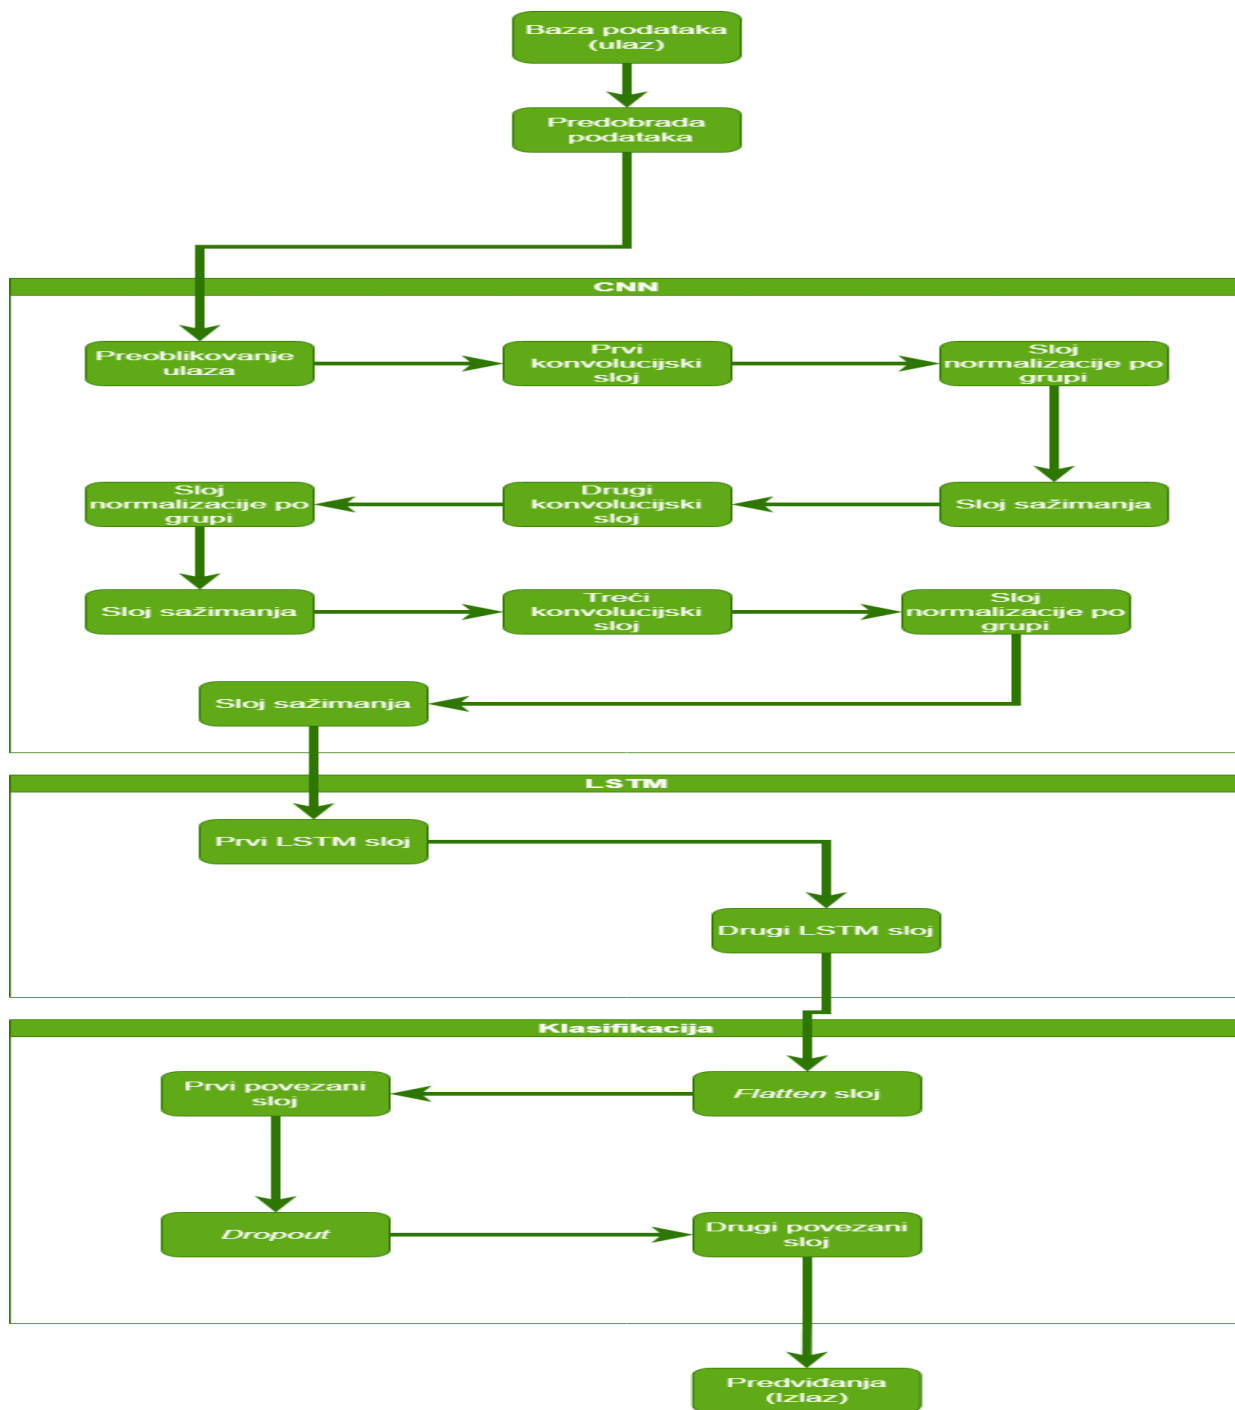 Baza podataka
(ulaz)
Predobrada
podataka
CNN
Preoblikovanje
ulaza
Prvi
konvolucijski
sloj
Sloj
normalizacije po
grupi
Sloj
normalizacije po
grupi
Drugi
konvolucijski
sloj
Sloj sažimanja
Sloj sažimanja
Treći
konvolucijski
sloj
Sloj
normalizacije po
grupi
Sloj sažimanja
LSTM
Prvi LSTM sloj
Drugi LSTM sloj
Klasifikacija
Prvi povezani
sloj
Flatten sloj
Dropout
Drugi povezani
sloj
Predviđanja
(Izlaz)